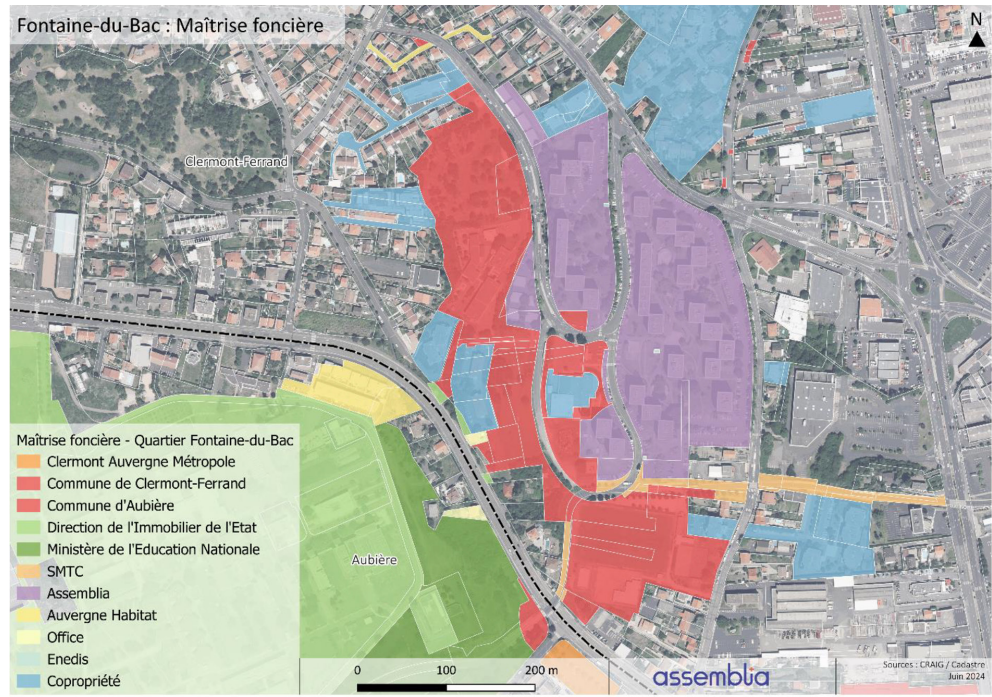 Fontaine-du-Bac : Maîtrise foncière
N
Clermont-Ferrand
Maîtrise foncière - Quartier Fontaine-du-Bac
Clermont Auvergne Métropole
Commune de Clermont-Ferrand
Commune d'Aubière
Direction de l'Immobilier de l'Etat
Ministère de l'Education Nationale
SMTC
Assemblia
Auvergne Habitat
Office
Enedis
Copropriété
Aubière
0 100 200 m
assemblia
Sources : CRAIG / Cadastre
Juin 2024